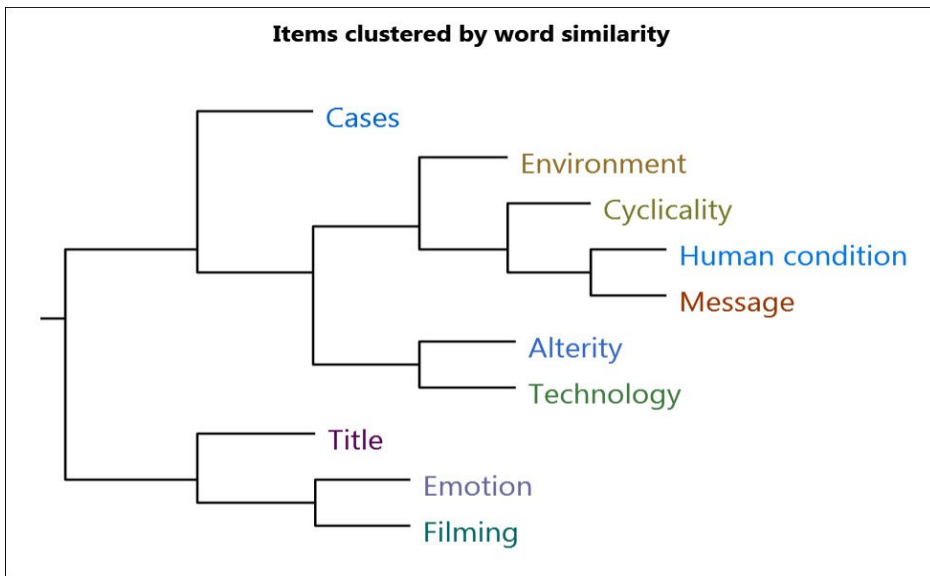 Items clustered by word similarity
Cases
Environment
Cyclicality
Human condition
Message
Alterity
Technology
Title
Emotion
Filming